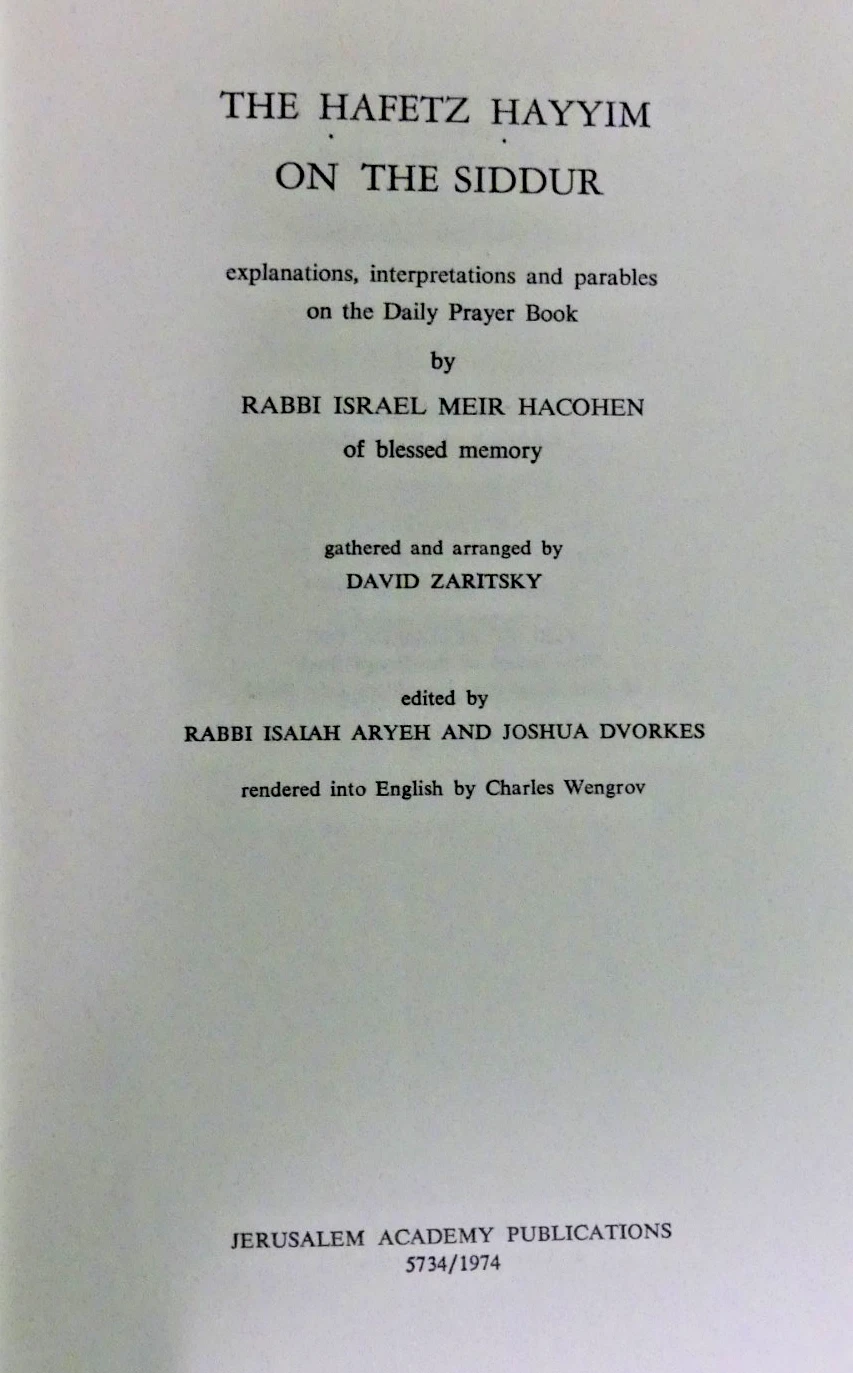 THE ḤAFETZ ḤAYYIM
ON THE SIDDUR
explanations, interpretations and parables
on the Daily Prayer Book
by
RABBI ISRAEL MEIR HACOHEN
of blessed memory
gathered and arranged by
DAVID ZARITSKY
edited by
RABBI ISAIAH ARYEH AND JOSHUA DVORKES
rendered into English by Charles Wengrov
JERUSALEM ACADEMY PUBLICATIONS
5734/1974